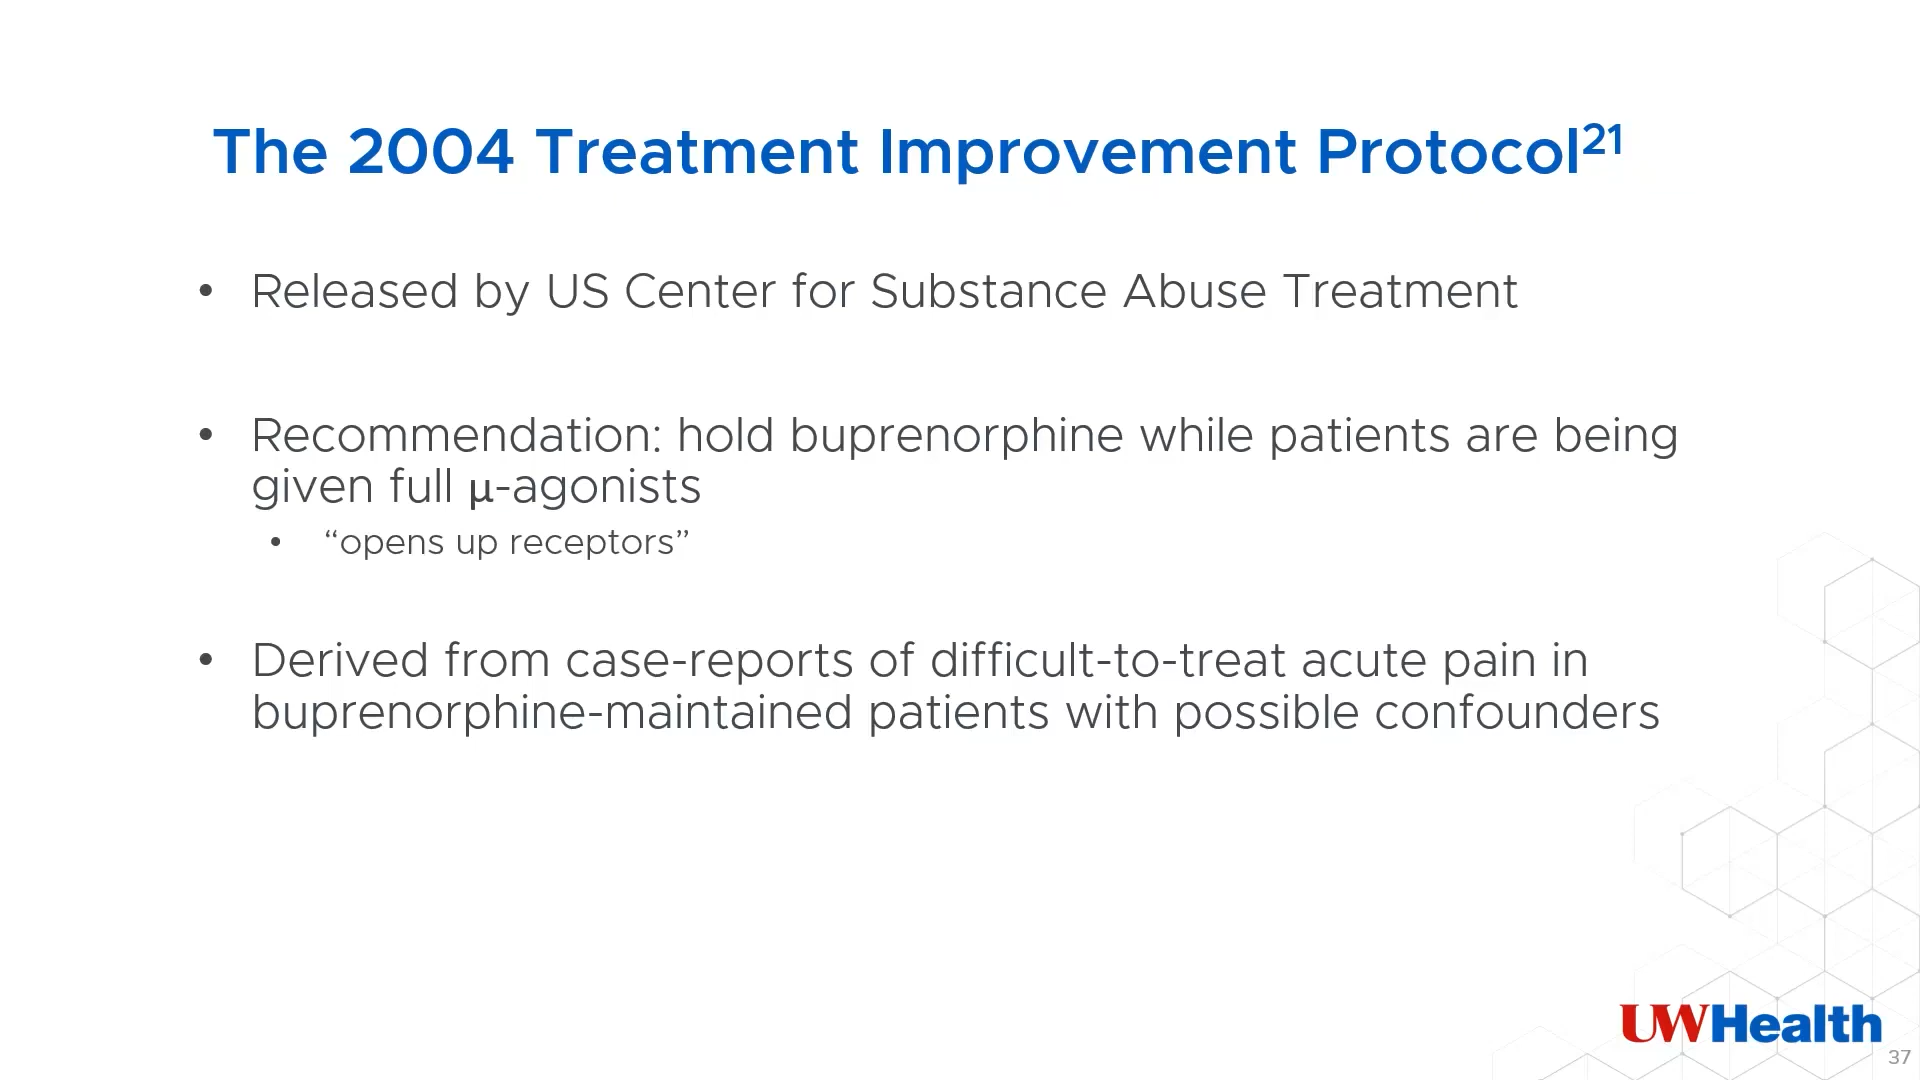 The 2004 Treatment Improvement Protocol²¹
• Released by US Center for Substance Abuse Treatment
• Recommendation: hold buprenorphine while patients are being
given full μ-agonists
• “opens up receptors”
• Derived from case-reports of difficult-to-treat acute pain in
buprenorphine-maintained patients with possible confounders
UWHealth
37